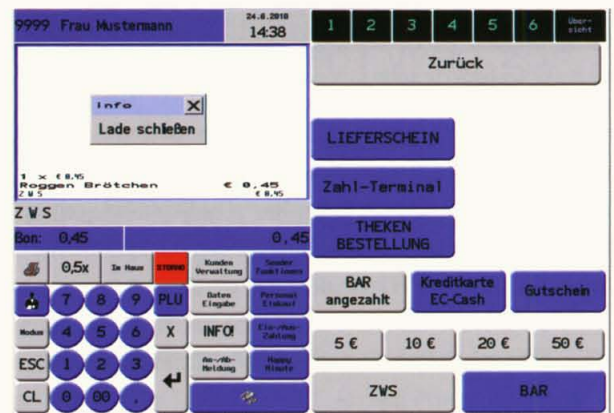 9999 Frau Mustermann
24.6.2018
14:38
1 2 3 4 5 6 Über-
sicht
Zurück
Info X
Lade schließen
LIEFERSCHEIN
1 x € 0,45
Roggen Brötchen € 0,45
ZWS € 0,45
Zahl-Terminal
ZWS
THEKEN
BESTELLUNG
Bon: 0,45 0,45
0,5x Im Haus STORNO Kunden
Verwaltung Sonder
Funktionen
BAR
angezahlt Kreditkarte
EC-Cash Gutschein
7 8 9 PLU Daten
Eingabe Personal
Einkauf
Modus 4 5 6 X INFO! Ein-/Aus-
Zahlung
5 € 10 € 20 € 50 €
ESC 1 2 3 An-/Ab-
Meldung Happy
Minute
CL 0 00 .
ZWS BAR